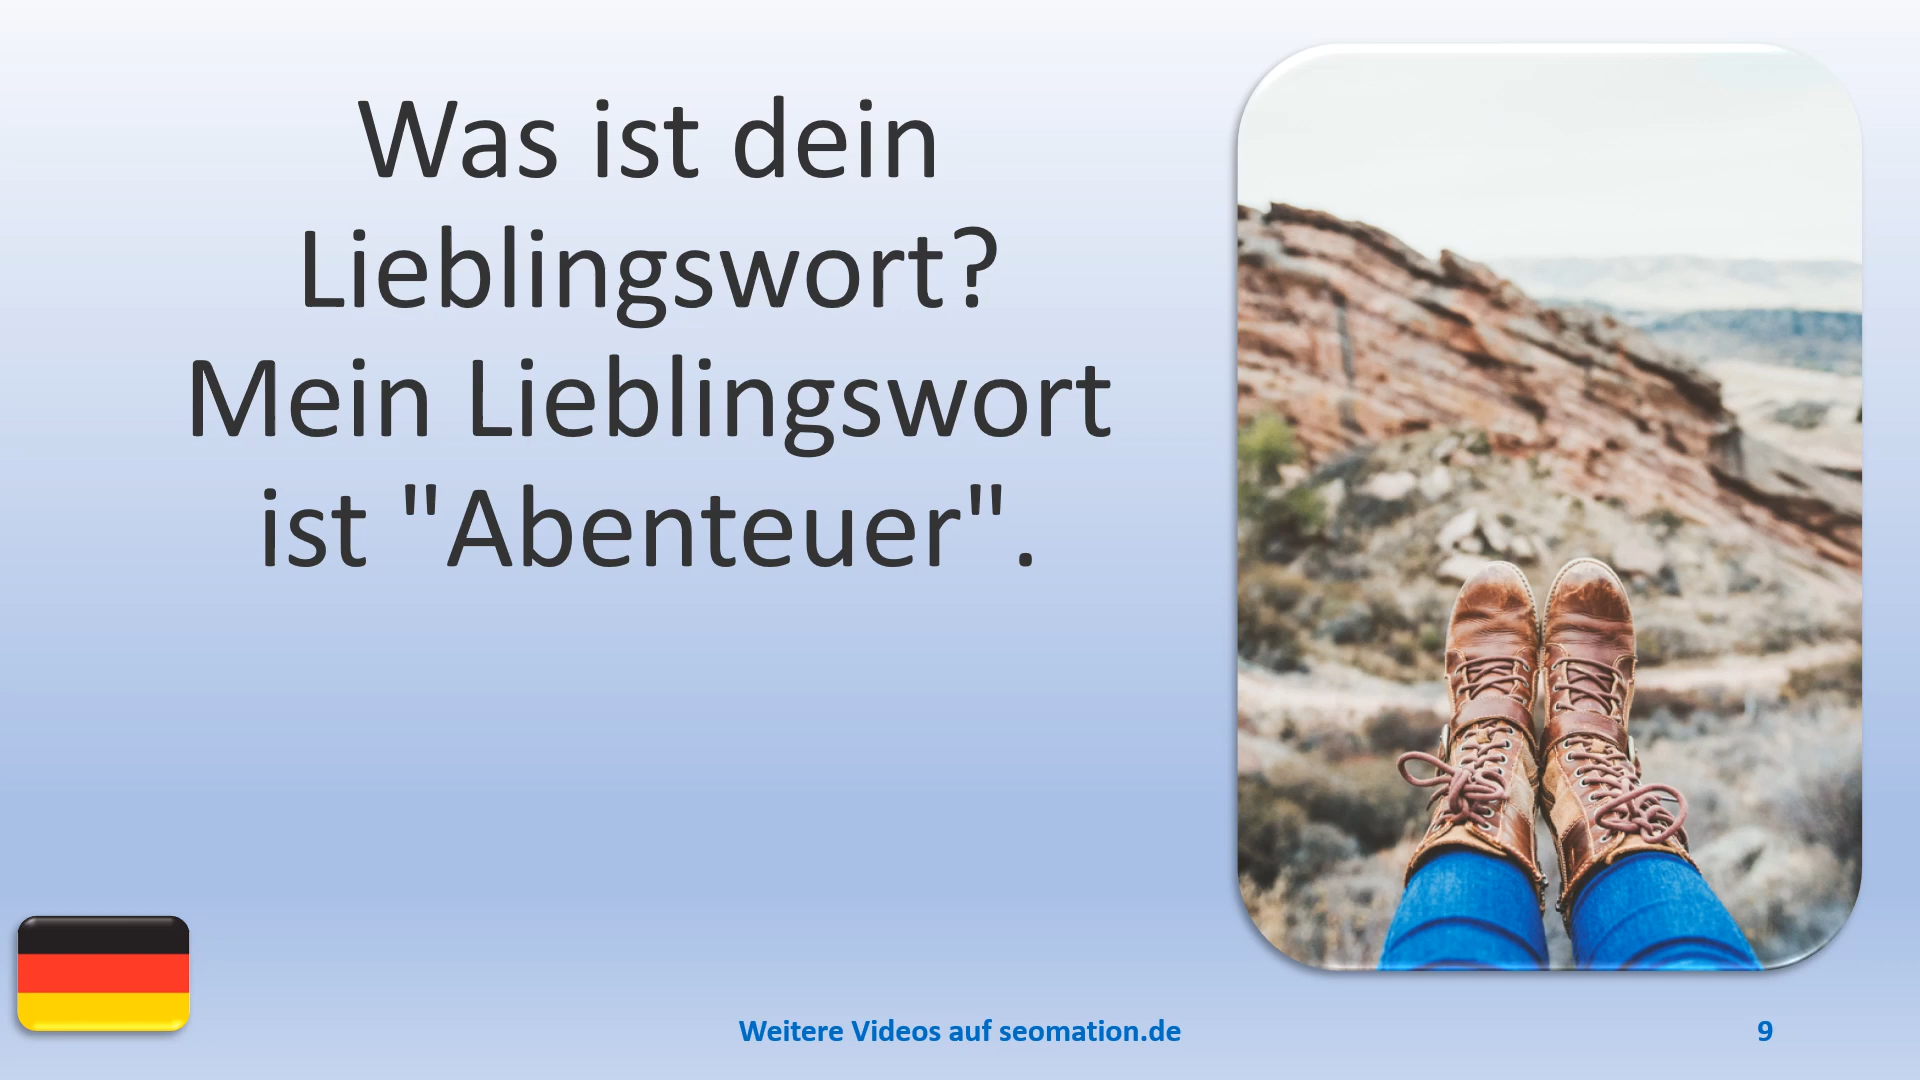 Was ist dein
Lieblingswort?
Mein Lieblingswort
ist "Abenteuer".
Weitere Videos auf seomation.de
9